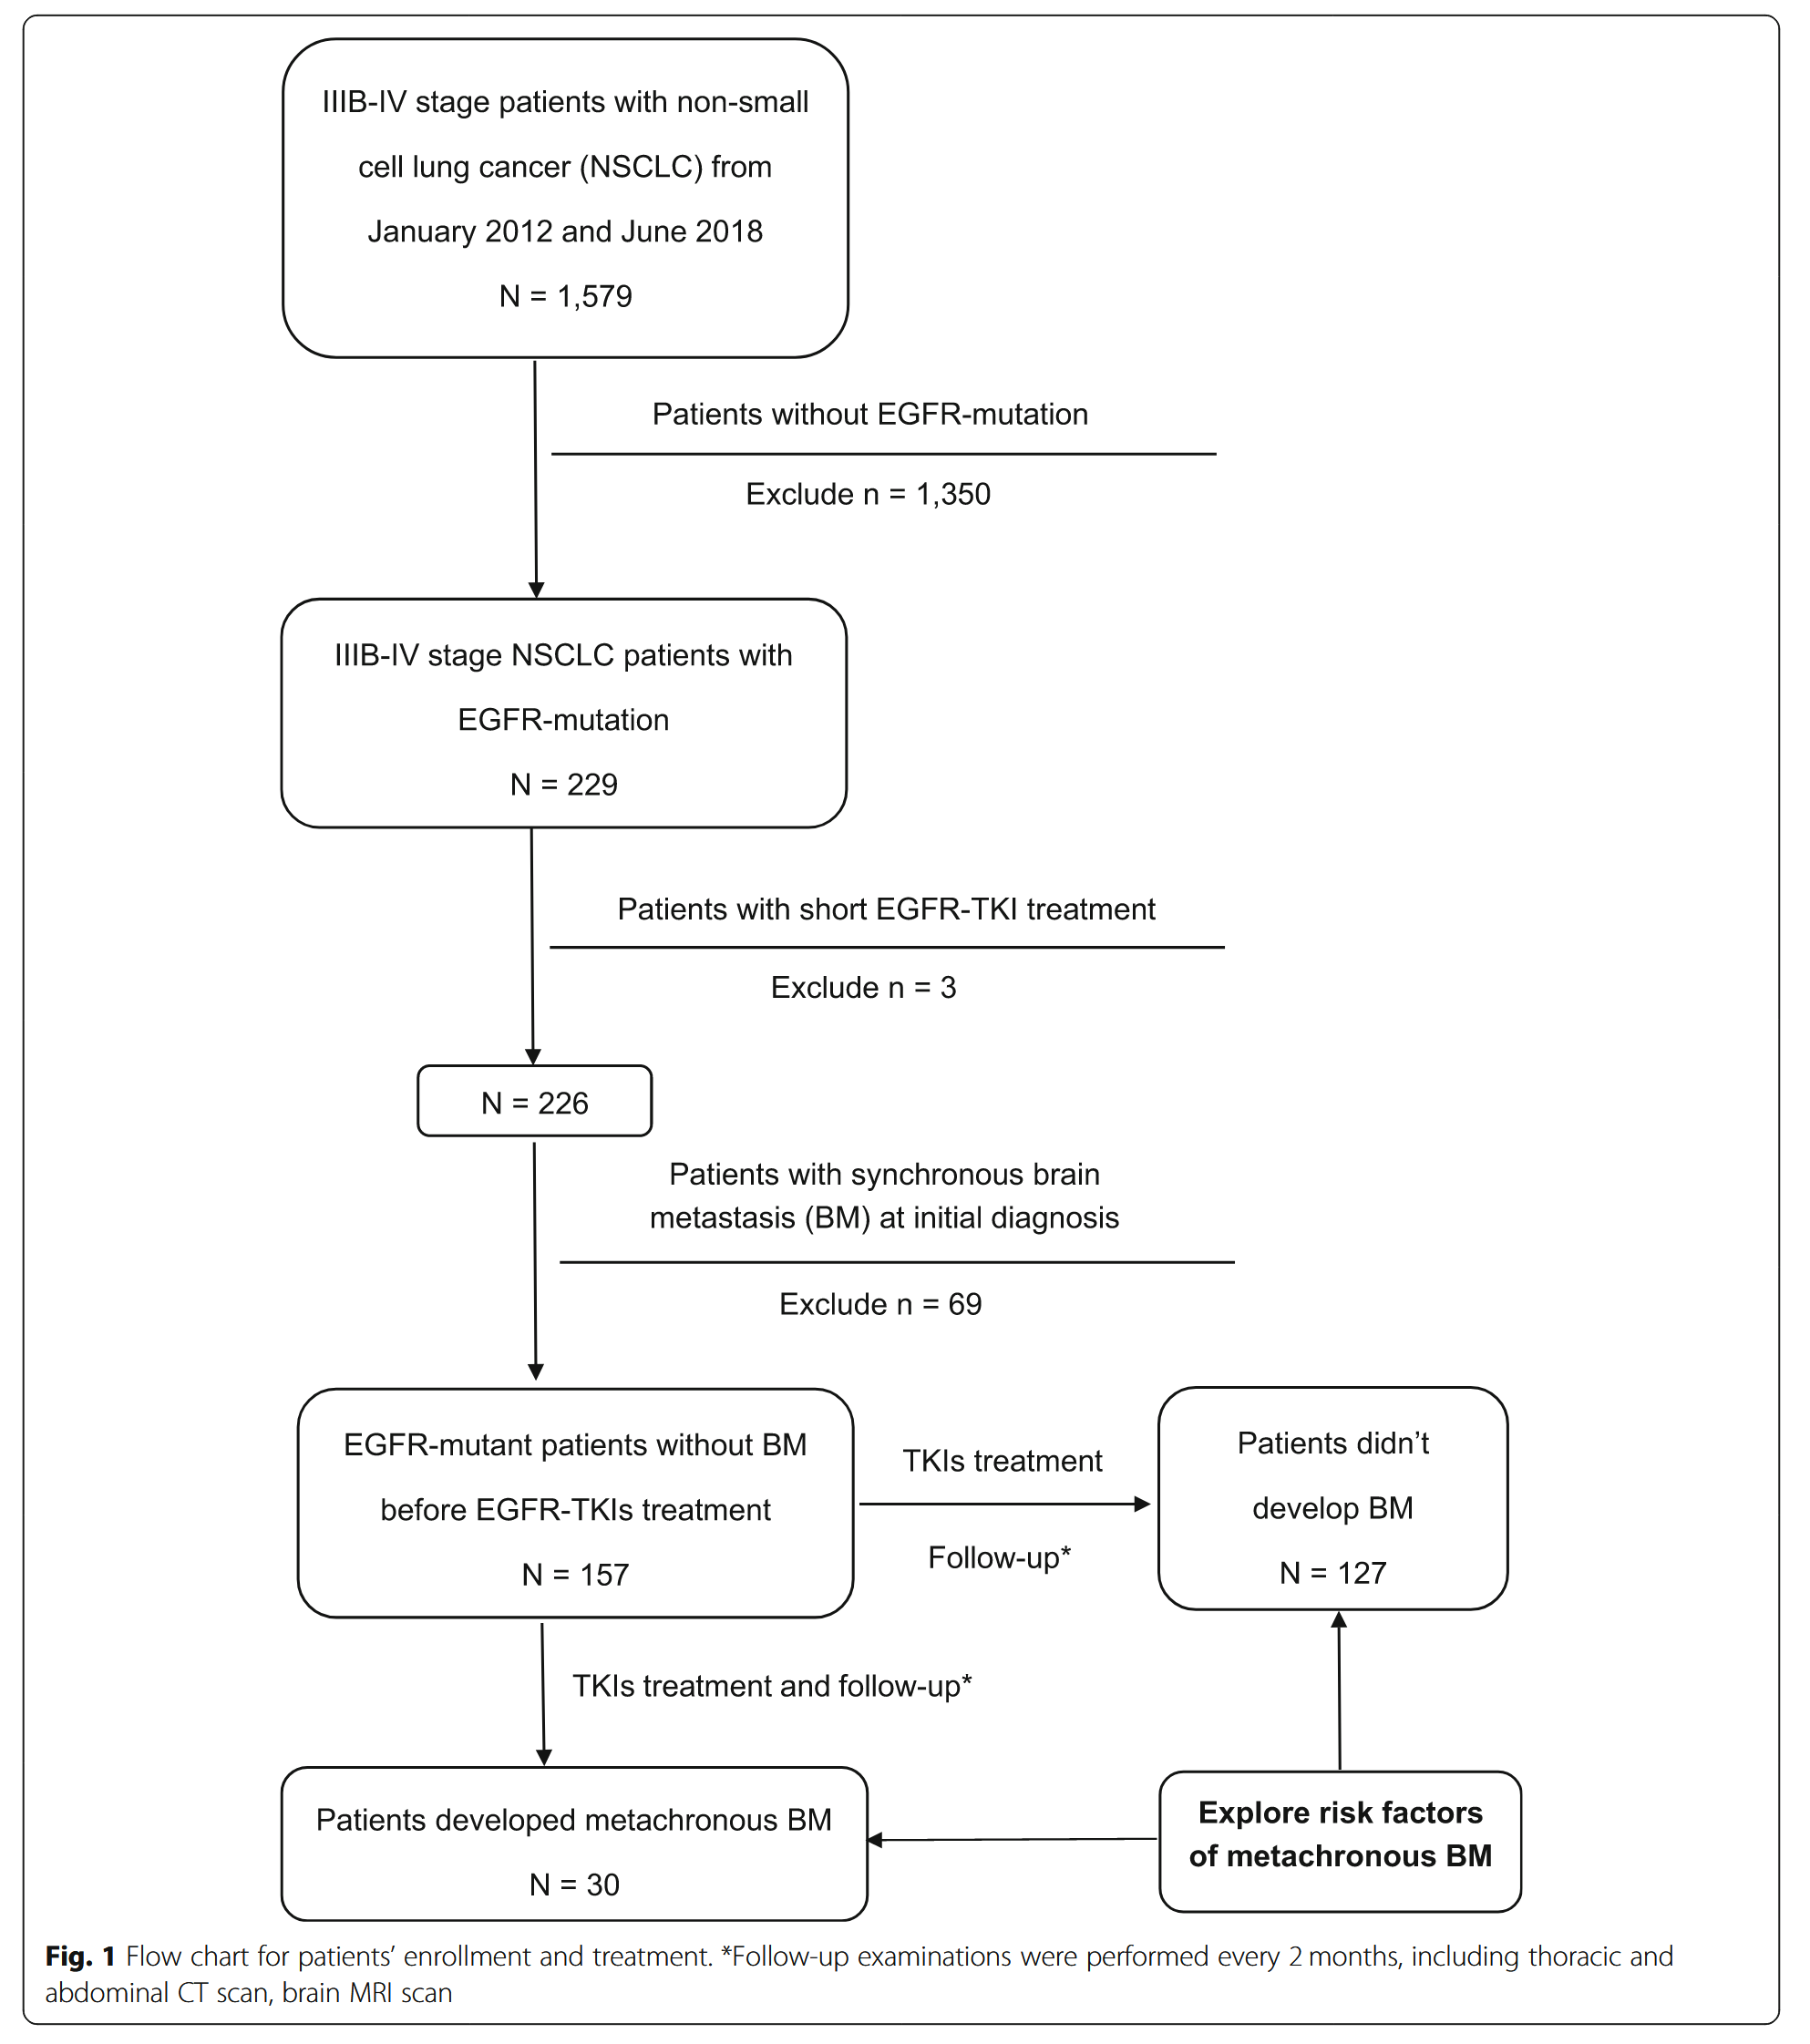 IIIB-IV stage patients with non-small
cell lung cancer (NSCLC) from
January 2012 and June 2018
N = 1,579
Patients without EGFR-mutation
Exclude n = 1,350
IIIB-IV stage NSCLC patients with
EGFR-mutation
N = 229
Patients with short EGFR-TKI treatment
Exclude n = 3
N = 226
Patients with synchronous brain
metastasis (BM) at initial diagnosis
Exclude n = 69
EGFR-mutant patients without BM
before EGFR-TKIs treatment
N = 157
TKIs treatment
Follow-up*
Patients didn’t
develop BM
N = 127
TKIs treatment and follow-up*
Patients developed metachronous BM
N = 30
Explore risk factors
of metachronous BM
Fig. 1 Flow chart for patients’ enrollment and treatment. *Follow-up examinations were performed every 2 months, including thoracic and
abdominal CT scan, brain MRI scan